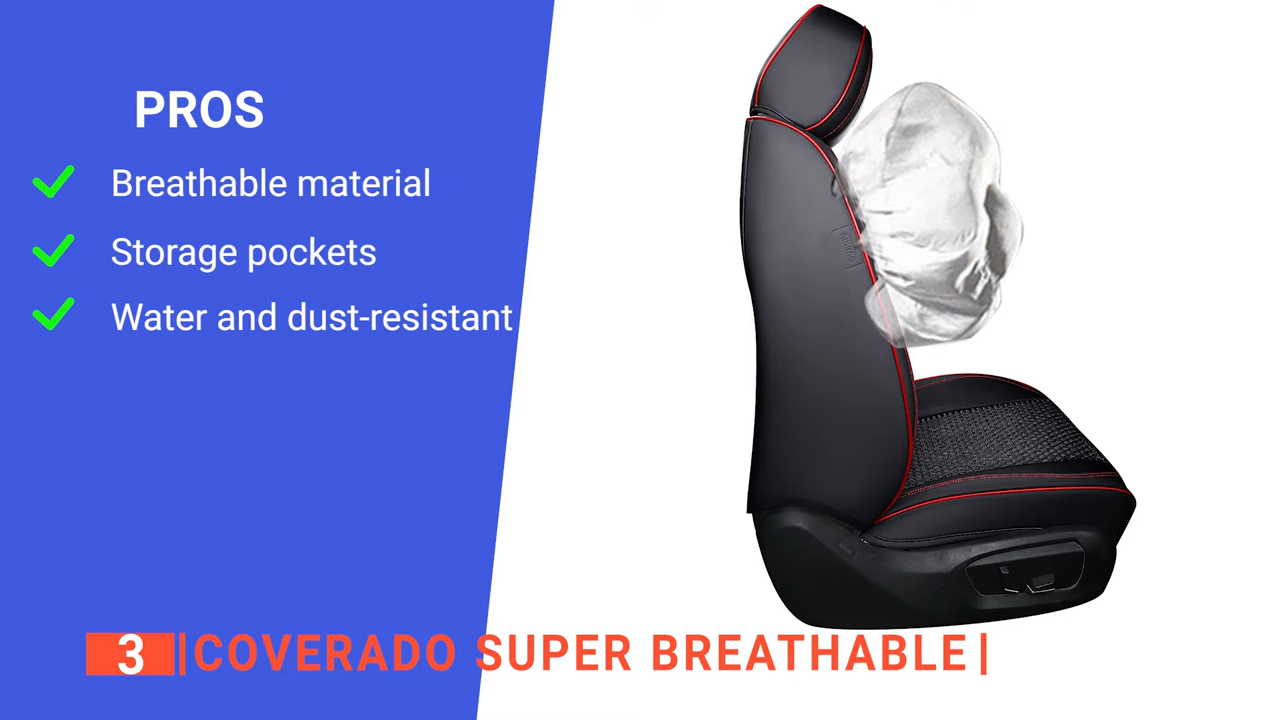 PROS
Breathable material
Storage pockets
Water and dust-resistant
3 |COVERADO SUPER BREATHABLE|